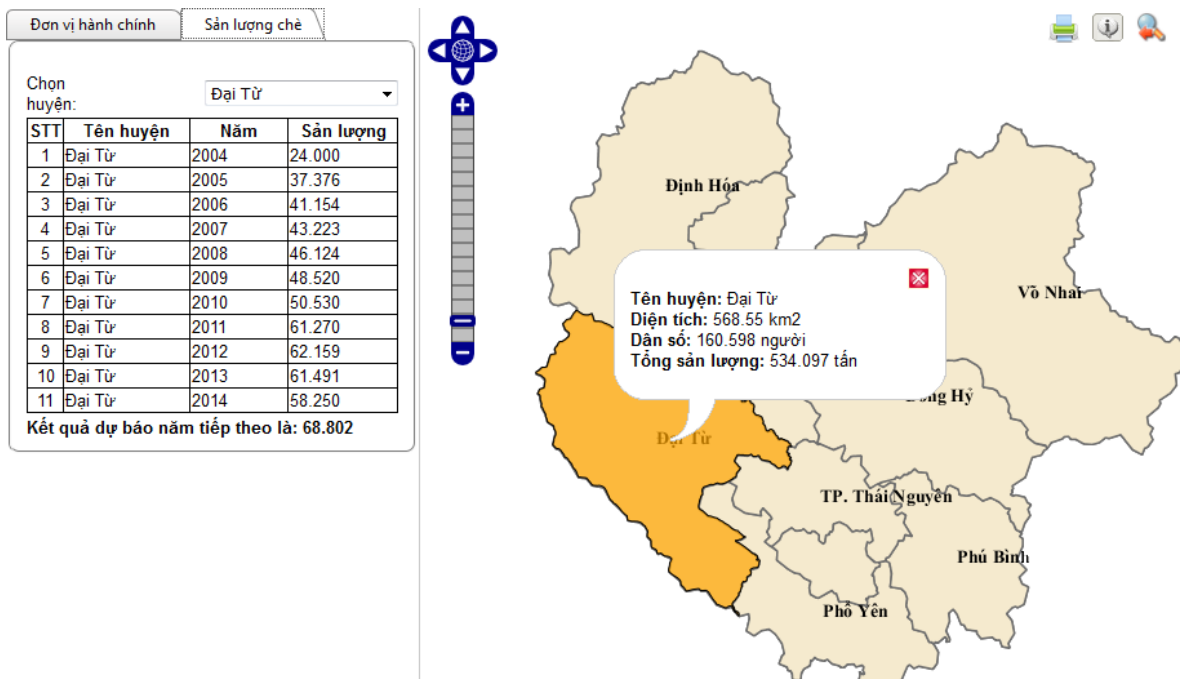 Đơn vị hành chính
Sản lượng chè
Chọn
huyện:
Đại Từ
STT Tên huyện Năm Sản lượng
1 Đại Từ 2004 24.000
2 Đại Từ 2005 37.376
3 Đại Từ 2006 41.154
4 Đại Từ 2007 43.223
5 Đại Từ 2008 46.124
6 Đại Từ 2009 48.520
7 Đại Từ 2010 50.530
8 Đại Từ 2011 61.270
9 Đại Từ 2012 62.159
10 Đại Từ 2013 61.491
11 Đại Từ 2014 58.250
Kết quả dự báo năm tiếp theo là: 68.802
Định Hóa
Võ Nhai
Tên huyện: Đại Từ
Diện tích: 568.55 km2
Dân số: 160.598 người
Tổng sản lượng: 534.097 tấn
Hỷ
Đại Từ
TP. Thái Nguyên
Phú Bình
Phổ Yên